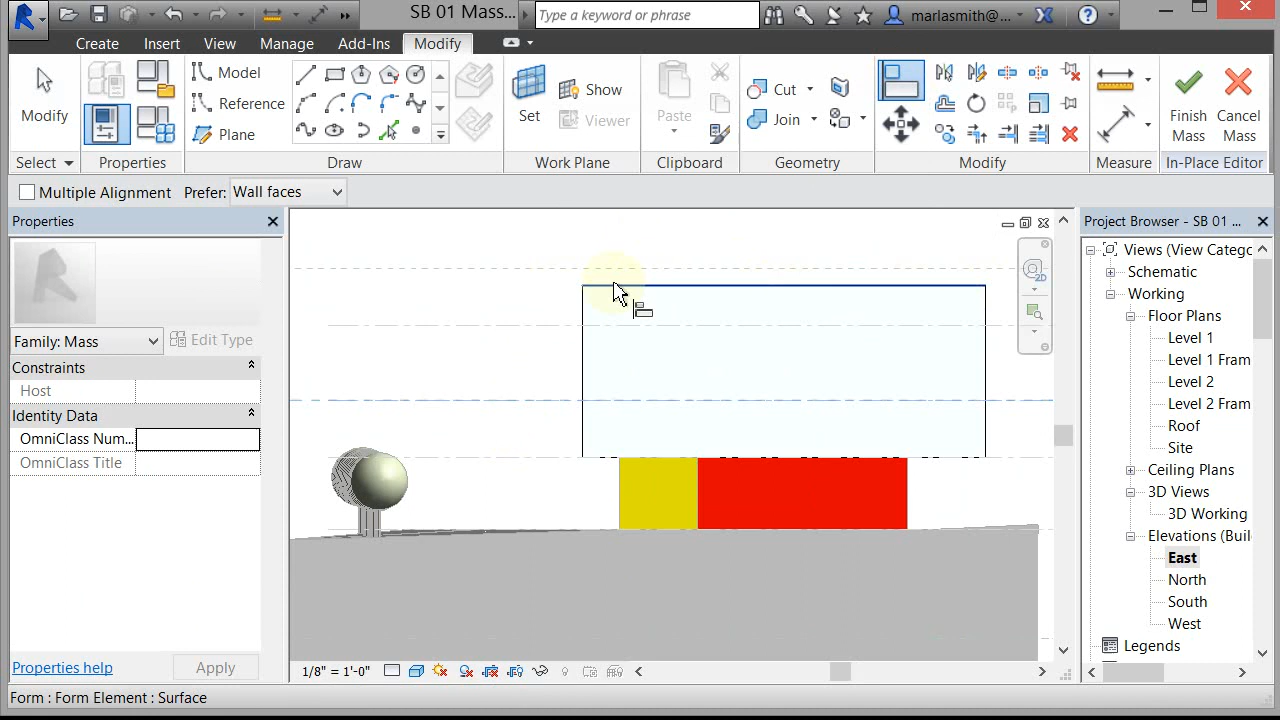 SB 01 Mass...
Type a keyword or phrase
marlasmith@...
Create Insert View Manage Add-Ins Modify
Modify
Model
Reference
Plane
Set
Show
Viewer
Paste
Cut
Join
Finish Mass
Cancel Mass
Select Properties Draw Work Plane Clipboard Geometry Modify Measure In-Place Editor
Multiple Alignment Prefer: Wall faces
Properties
Family: Mass
Edit Type
Constraints
Host
Identity Data
OmniClass Num...
OmniClass Title
Properties help
Apply
2D
1/8" = 1'-0"
Project Browser - SB 01 ...
Views (View Catego
Schematic
Working
Floor Plans
Level 1
Level 1 Fram
Level 2
Level 2 Fram
Roof
Site
Ceiling Plans
3D Views
3D Working
Elevations (Buil
East
North
South
West
Legends
Form : Form Element : Surface